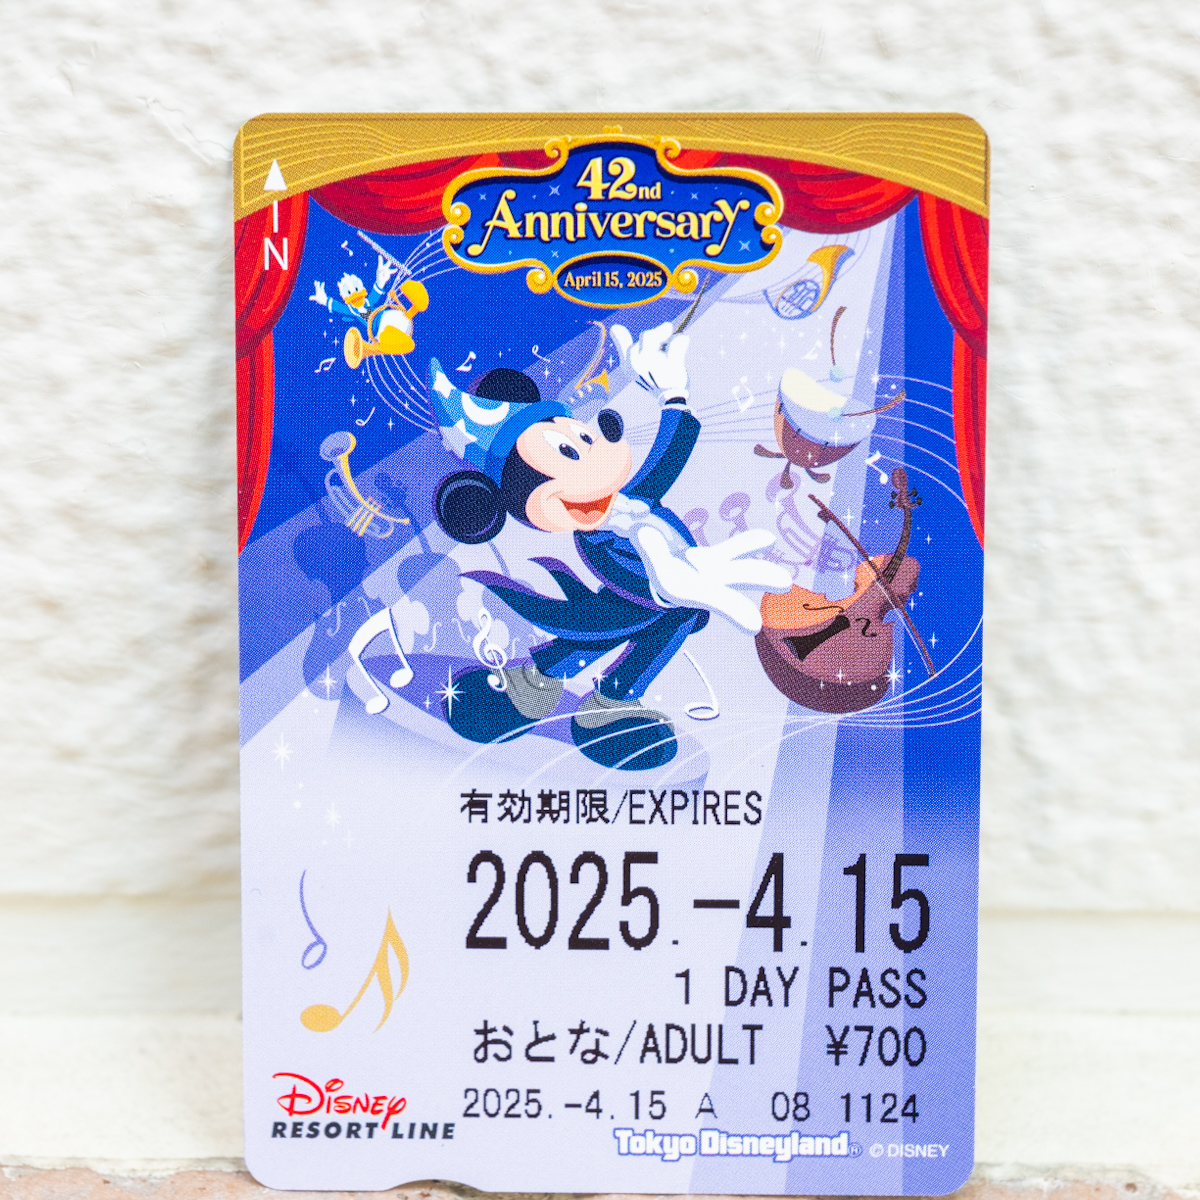 42nd
Anniversary
April 15, 2025
N
有効期限/EXPIRES
2025.-4.15
1 DAY PASS
おとな/ADULT ¥700
2025.-4.15 A 08 1124
Disney
RESORT LINE
Tokyo Disneyland® © DISNEY